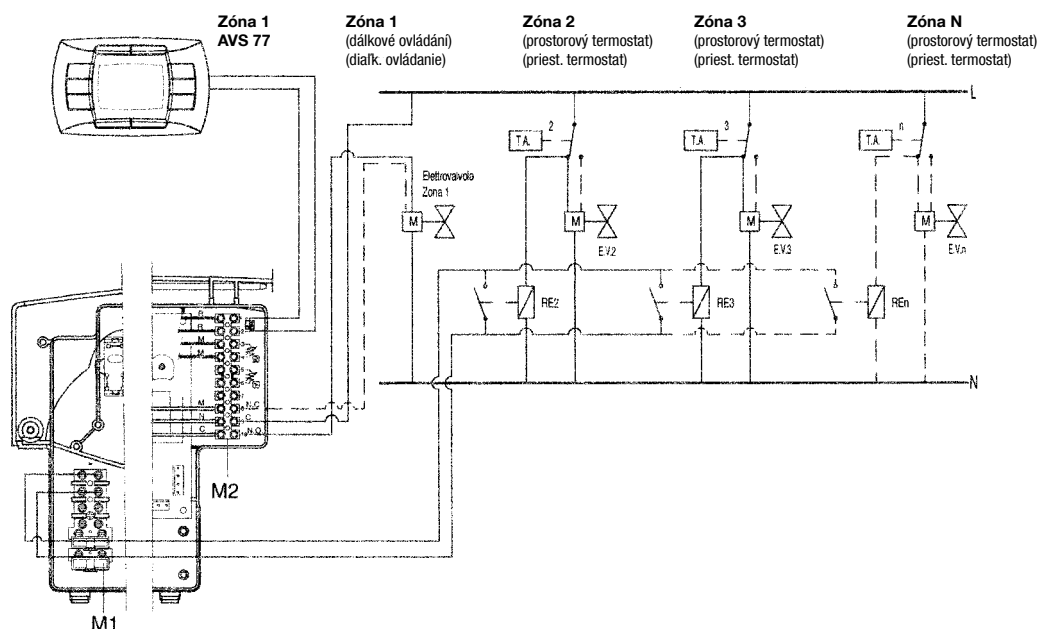 Zóna 1
AVS 77
Zóna 1
(dálkové ovládání)
(diaľk. ovládanie)
Zóna 2
(prostorový termostat)
(priest. termostat)
Zóna 3
(prostorový termostat)
(priest. termostat)
Zóna N
(prostorový termostat)
(priest. termostat)
L
T.A.
2
T.A.
3
T.A.
n
Elettrovalvola
Zona 1
M
M
M
M
E.V.2
E.V.3
E.V.n
RE2
RE3
REn
N
R
R
M
M
M
N
C
N.C
C
N.O
M2
M1